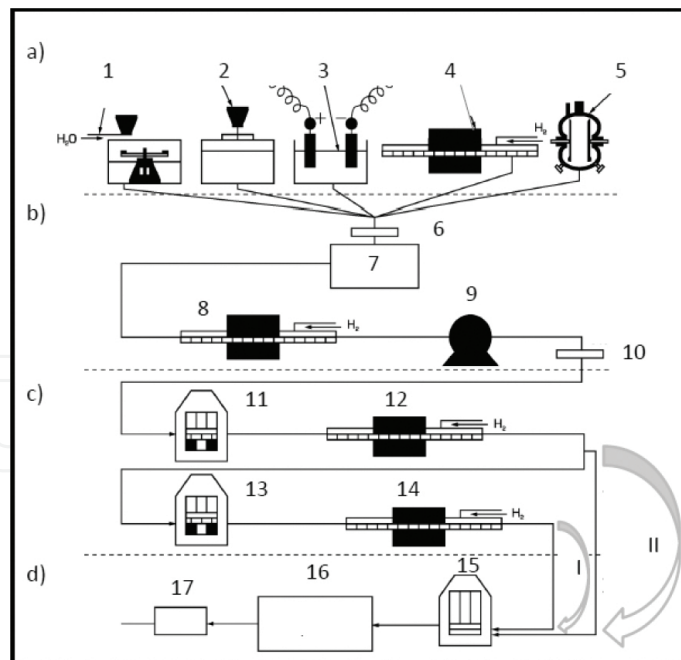 a)
1 2 3 4 5
H₂O + − H₂
b)
6
7
8 H₂ 9
10
c)
11 12 H₂
13 14 H₂
I II
d)
17 16 15